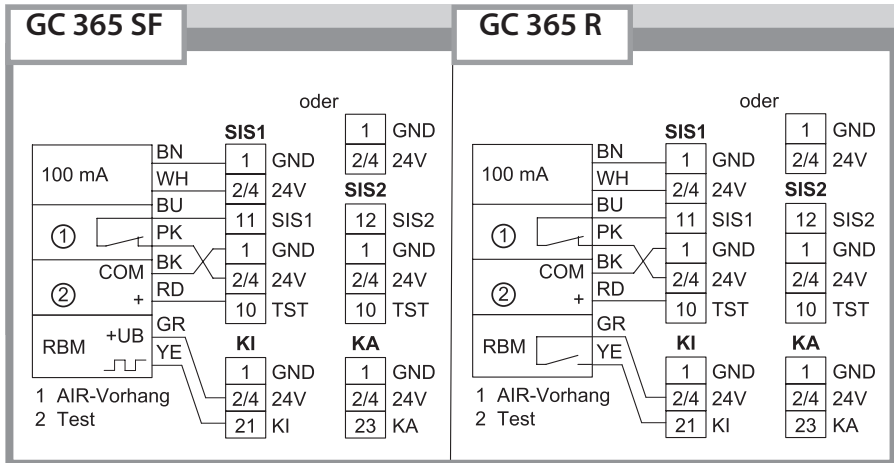 GC 365 SF
oder
SIS1
1 GND
BN
1 GND
2/4 24V
100 mA
WH
2/4 24V
SIS2
BU
11 SIS1
12 SIS2
1
PK
1 GND
1 GND
COM
BK
2/4 24V
2/4 24V
2
+
RD
10 TST
10 TST
GR
RBM
+UB
KI
KA
YE
1 GND
1 GND
1 AIR-Vorhang
2/4 24V
2/4 24V
2 Test
21 KI
23 KA
GC 365 R
oder
SIS1
1 GND
BN
1 GND
2/4 24V
100 mA
WH
2/4 24V
SIS2
BU
11 SIS1
12 SIS2
1
PK
1 GND
1 GND
COM
BK
2/4 24V
2/4 24V
2
+
RD
10 TST
10 TST
GR
RBM
KI
KA
YE
1 GND
1 GND
1 AIR-Vorhang
2/4 24V
2/4 24V
2 Test
21 KI
23 KA